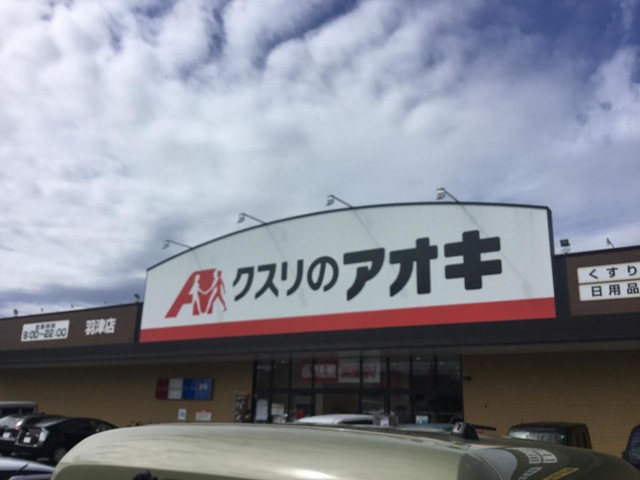 クスリのアオキ
9:00~22:00
羽津店
くすり
日用品